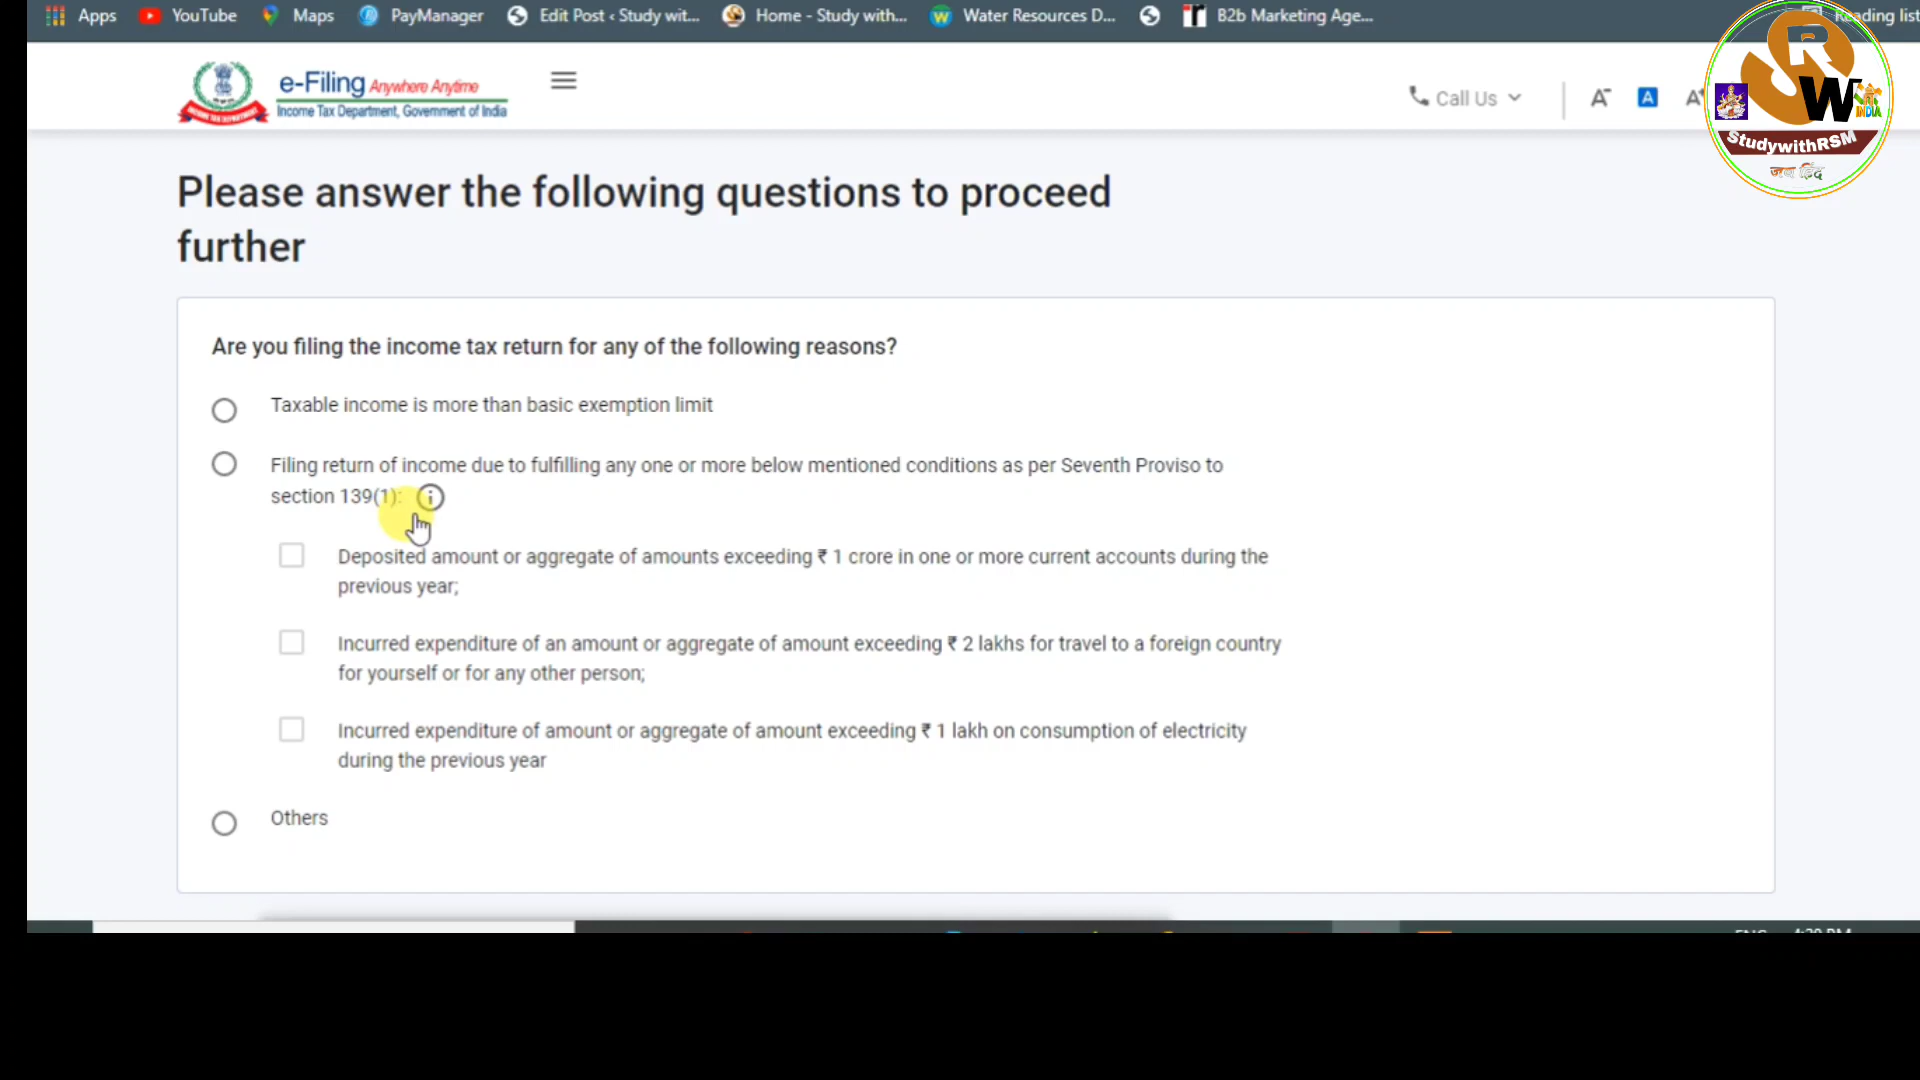 Apps YouTube Maps PayManager Edit Post ‹ Study wit... Home - Study with... Water Resources D... B2b Marketing Age... Reading list
e-Filing Anywhere Anytime
Income Tax Department, Government of India
Call Us
A
A
A
RSW
INDIA
StudywithRSM
जय हिंद
Please answer the following questions to proceed
further
Are you filing the income tax return for any of the following reasons?
Taxable income is more than basic exemption limit
Filing return of income due to fulfilling any one or more below mentioned conditions as per Seventh Proviso to
section 139(1):
Deposited amount or aggregate of amounts exceeding ₹ 1 crore in one or more current accounts during the
previous year;
Incurred expenditure of an amount or aggregate of amount exceeding ₹ 2 lakhs for travel to a foreign country
for yourself or for any other person;
Incurred expenditure of amount or aggregate of amount exceeding ₹ 1 lakh on consumption of electricity
during the previous year
Others